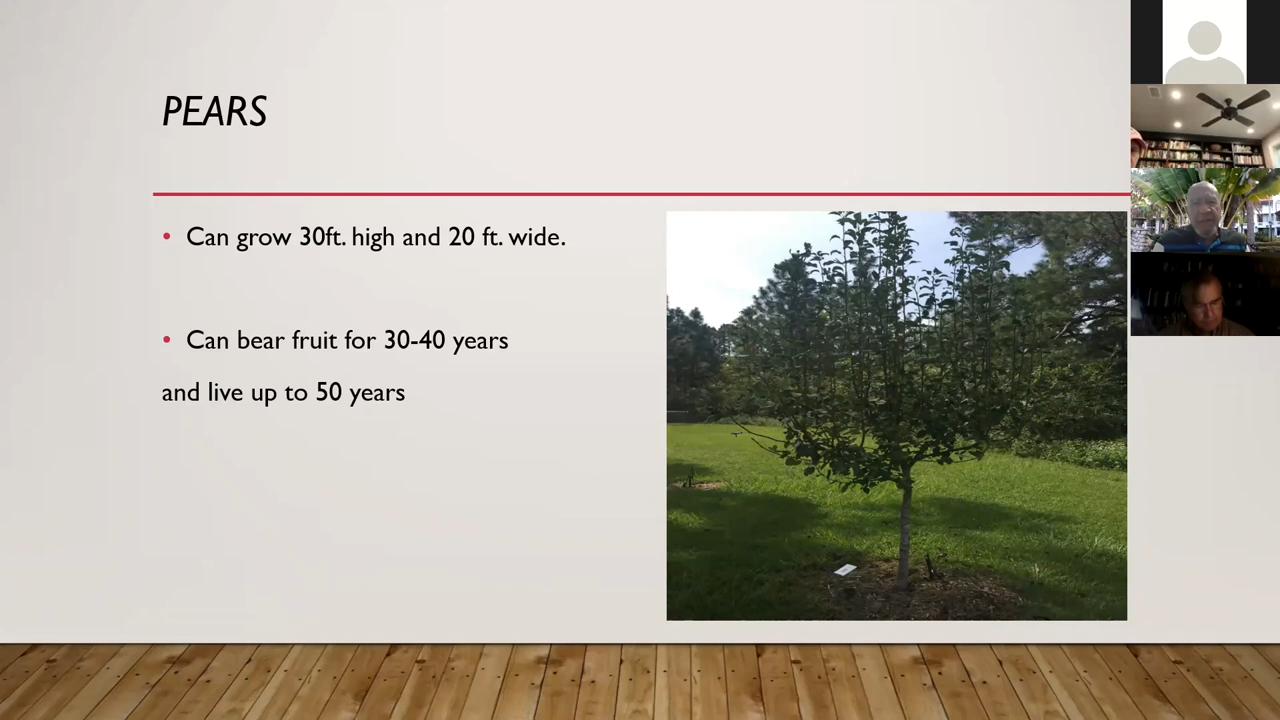 PEARS
• Can grow 30ft. high and 20 ft. wide.
• Can bear fruit for 30-40 years
and live up to 50 years